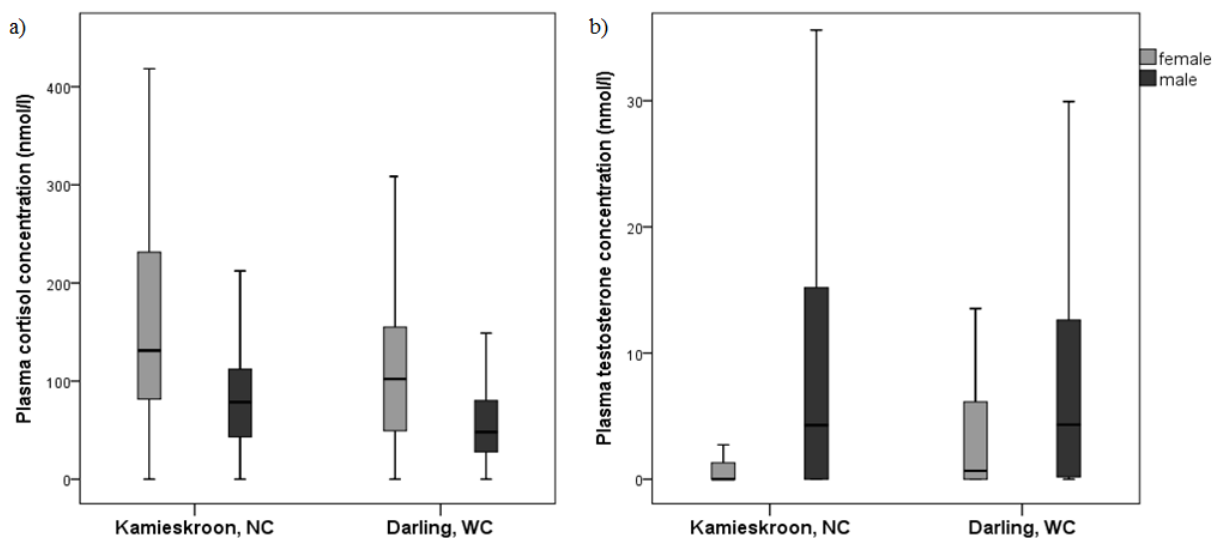 a)
Plasma cortisol concentration (nmol/l)
400
300
200
100
0
Kamieskroon, NC
Darling, WC
b)
Plasma testosterone concentration (nmol/l)
30
20
10
0
Kamieskroon, NC
Darling, WC
female
male